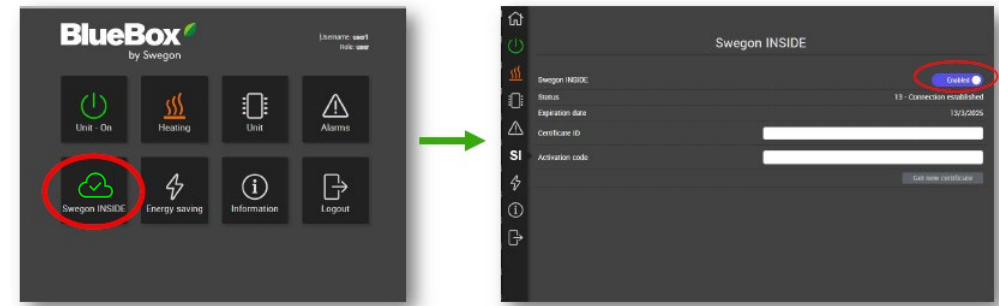 BlueBox
by Swegon
Username: user1
Role: user
Unit - On
Heating
Unit
Alarms
Swegon INSIDE
Energy saving
Information
Logout
Swegon INSIDE
Swegon INSIDE
Enabled
Status
13 - Connection established
Expiration date
13/3/2025
Certificate ID
SI
Activation code
Get new certificate